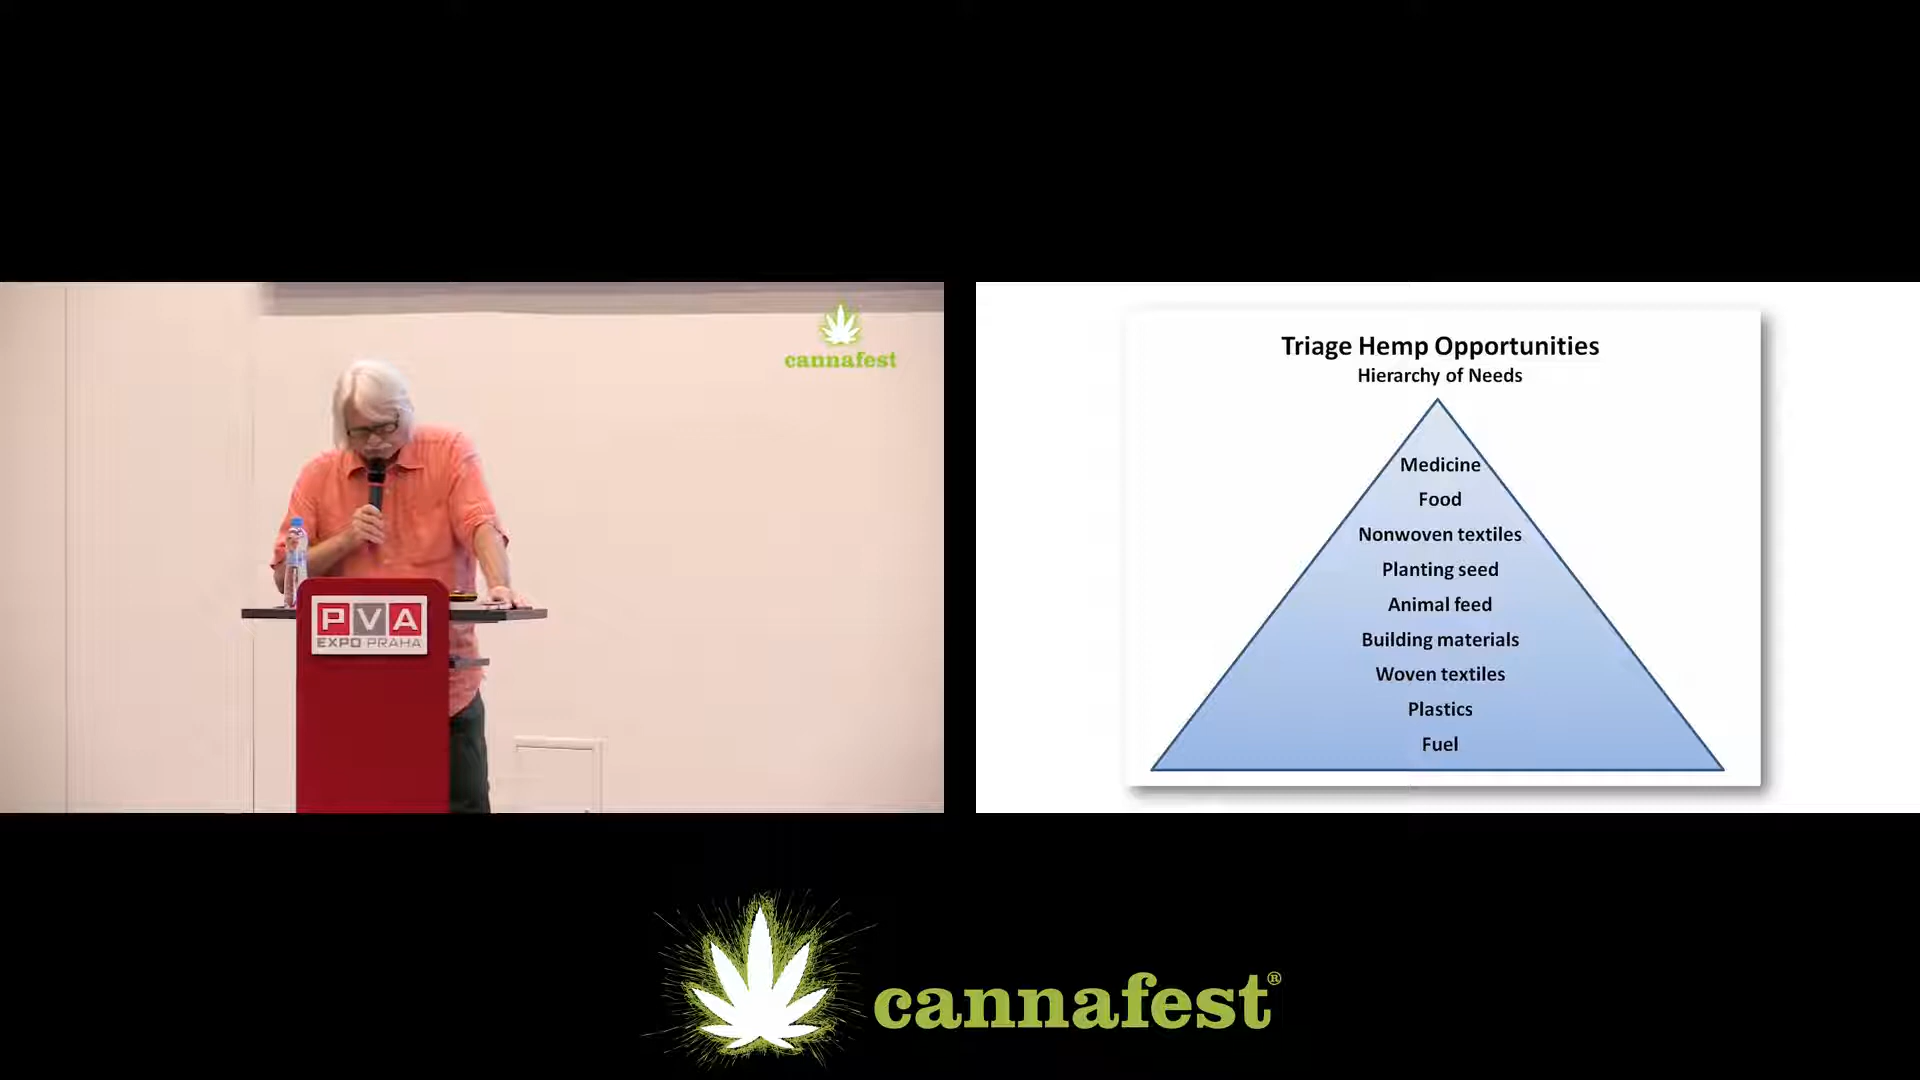 cannafest
PVA
EXPO PRAHA
Triage Hemp Opportunities
Hierarchy of Needs
Medicine
Food
Nonwoven textiles
Planting seed
Animal feed
Building materials
Woven textiles
Plastics
Fuel
cannafest®